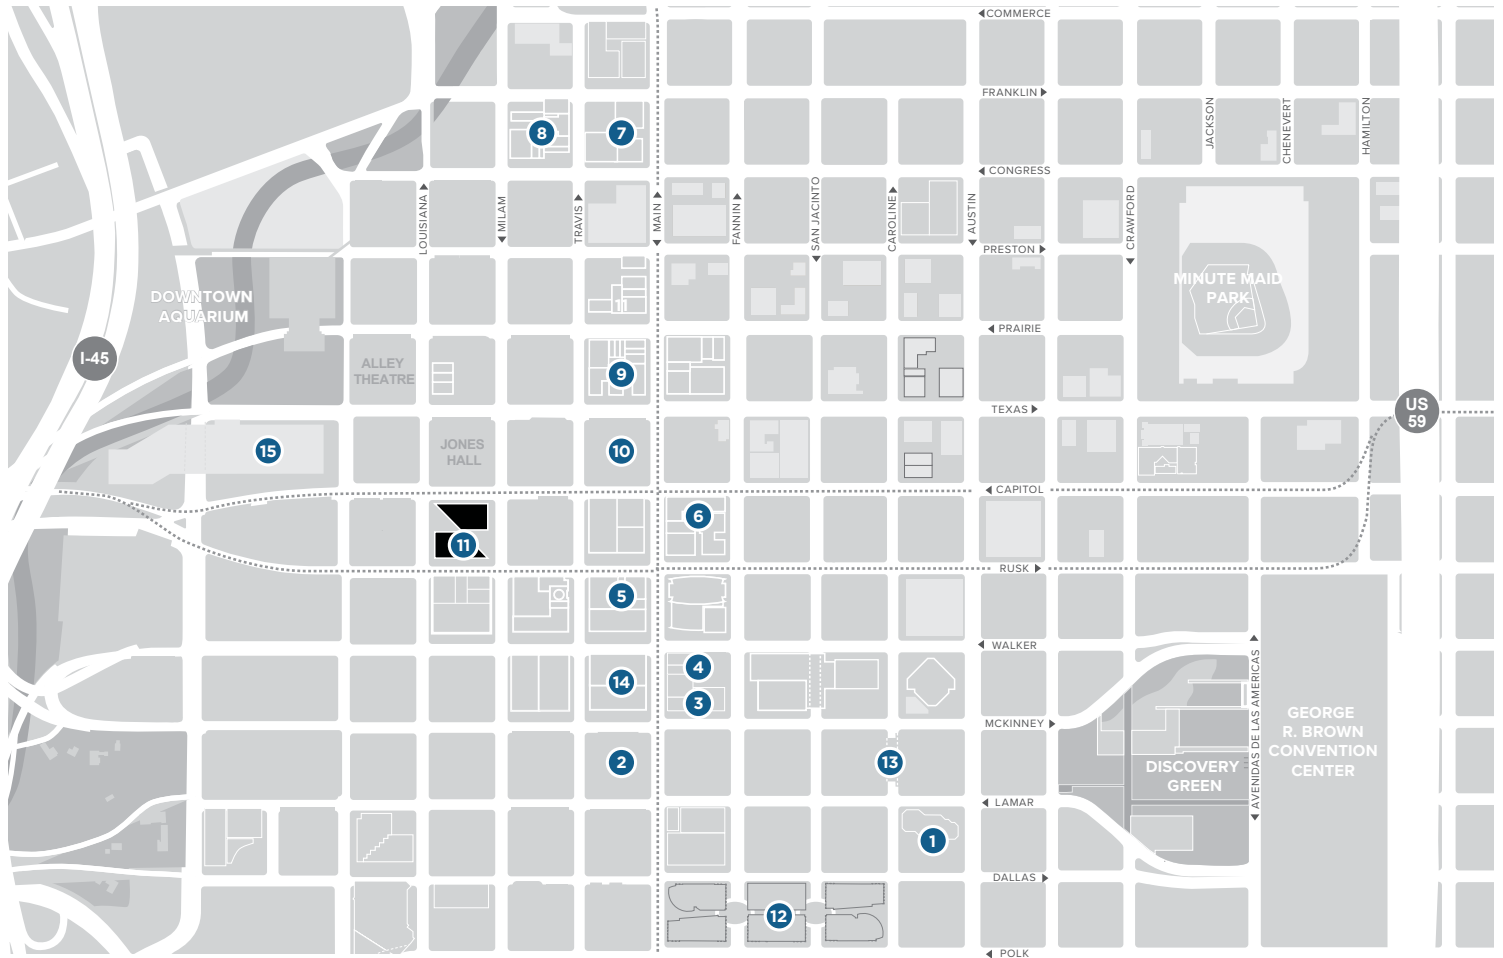 COMMERCE
FRANKLIN
8
7
JACKSON
CHENEVERT
HAMILTON
CONGRESS
LOUISIANA
MILAM
TRAVIS
MAIN
FANNIN
SAN JACINTO
CAROLINE
AUSTIN
CRAWFORD
PRESTON
DOWNTOWN
AQUARIUM
11
MINUTE MAID
PARK
PRAIRIE
I-45
ALLEY
THEATRE
9
TEXAS
US
59
15
JONES
HALL
10
CAPITOL
11
6
RUSK
5
WALKER
14
4
3
MCKINNEY
AVENIDAS DE LAS AMERICAS
GEORGE
R. BROWN
CONVENTION
CENTER
2
13
DISCOVERY
GREEN
LAMAR
1
DALLAS
12
POLK